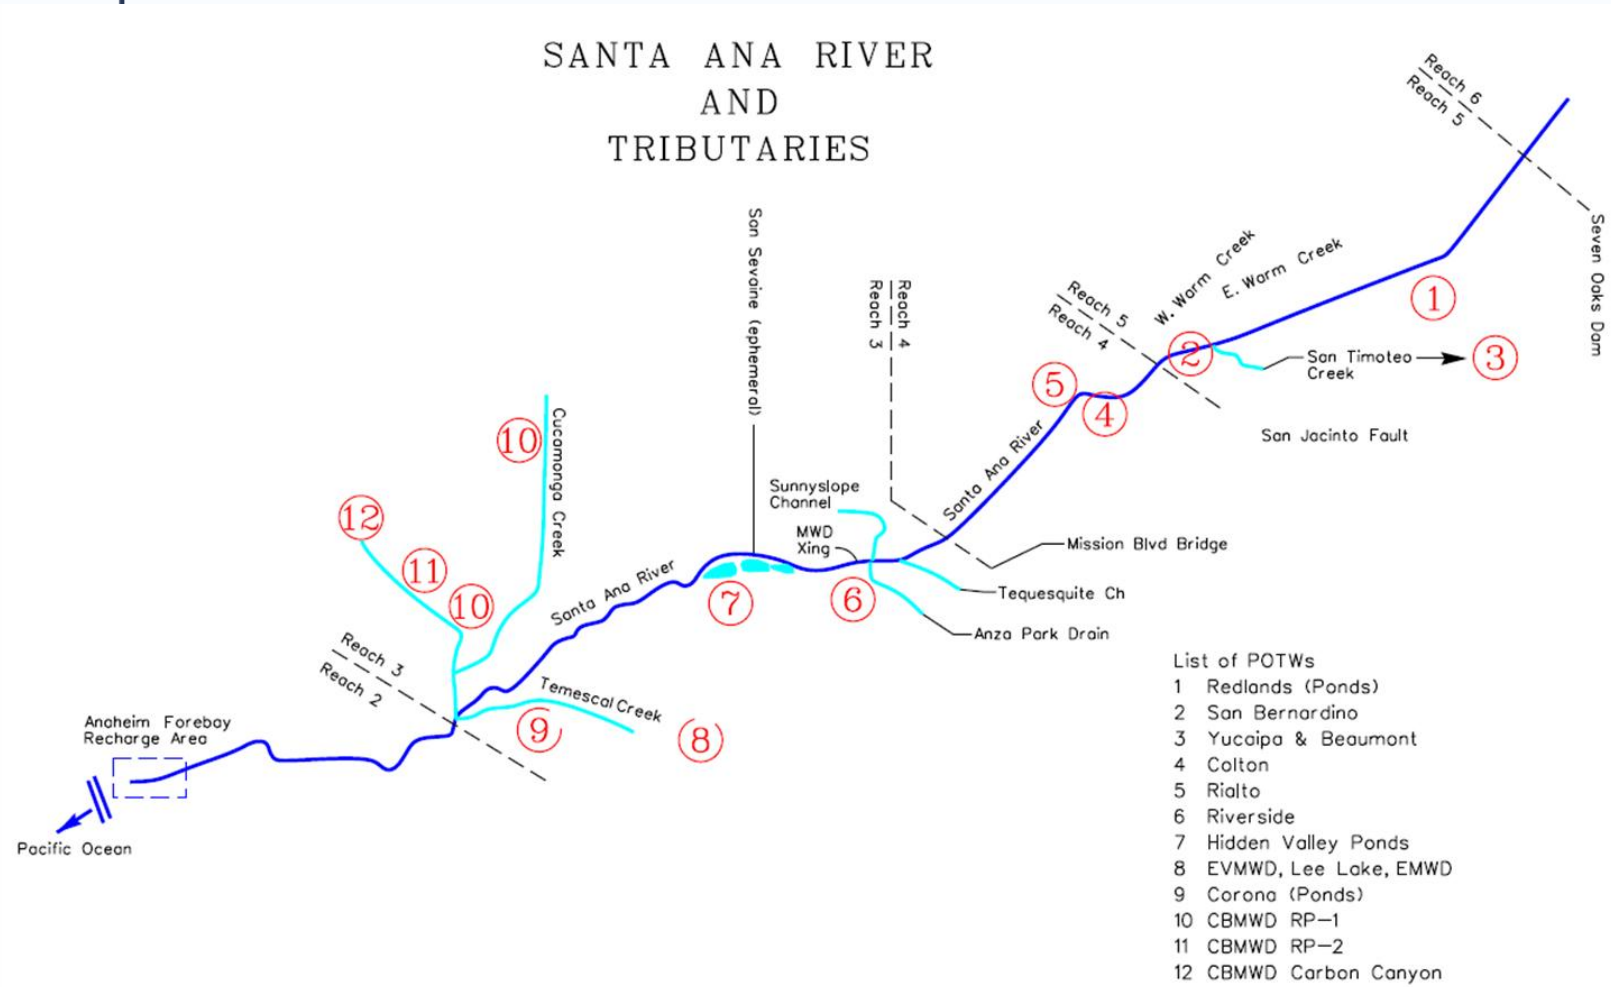 SANTA ANA RIVER
AND
TRIBUTARIES
Reach 6
Reach 5
Seven Oaks Dam
San Sevaine (ephemeral)
W. Warm Creek
E. Warm Creek
Reach 4
Reach 3
Reach 5
Reach 4
1
2
San Timoteo
Creek
3
5
4
San Jacinto Fault
Santa Ana River
10
Cucamonga Creek
12
11
10
Sunnyslope
Channel
MWD
Xing
Mission Blvd Bridge
Santa Ana River
7
6
Tequesquite Ch
Anza Park Drain
Reach 3
Reach 2
Temescal Creek
9
8
Anaheim Forebay
Recharge Area
Pacific Ocean
List of POTWs
1 Redlands (Ponds)
2 San Bernardino
3 Yucaipa & Beaumont
4 Colton
5 Rialto
6 Riverside
7 Hidden Valley Ponds
8 EVMWD, Lee Lake, EMWD
9 Corona (Ponds)
10 CBMWD RP-1
11 CBMWD RP-2
12 CBMWD Carbon Canyon